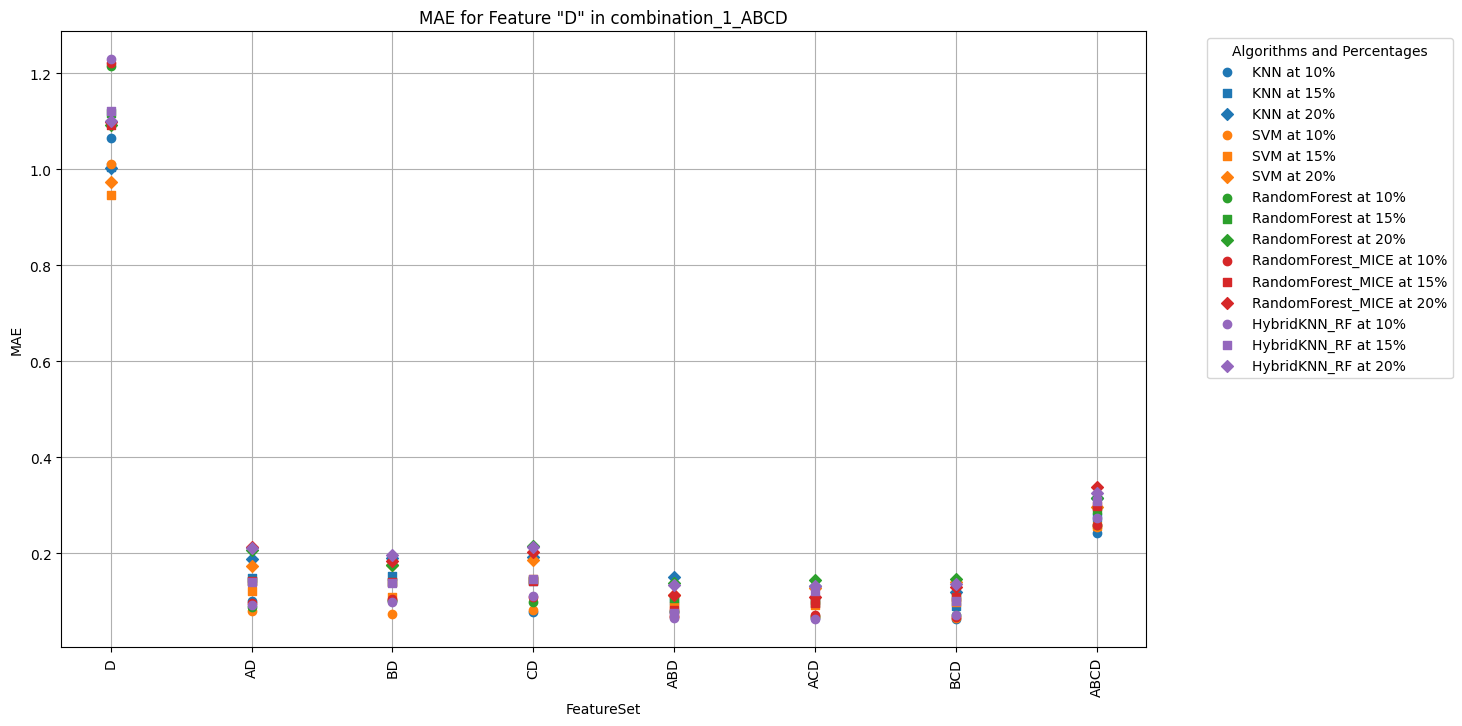 MAE for Feature "D" in combination_1_ABCD
MAE
1.2
1.0
0.8
0.6
0.4
0.2
D
AD
BD
CD
ABD
ACD
BCD
ABCD
FeatureSet
Algorithms and Percentages
KNN at 10%
KNN at 15%
KNN at 20%
SVM at 10%
SVM at 15%
SVM at 20%
RandomForest at 10%
RandomForest at 15%
RandomForest at 20%
RandomForest_MICE at 10%
RandomForest_MICE at 15%
RandomForest_MICE at 20%
HybridKNN_RF at 10%
HybridKNN_RF at 15%
HybridKNN_RF at 20%